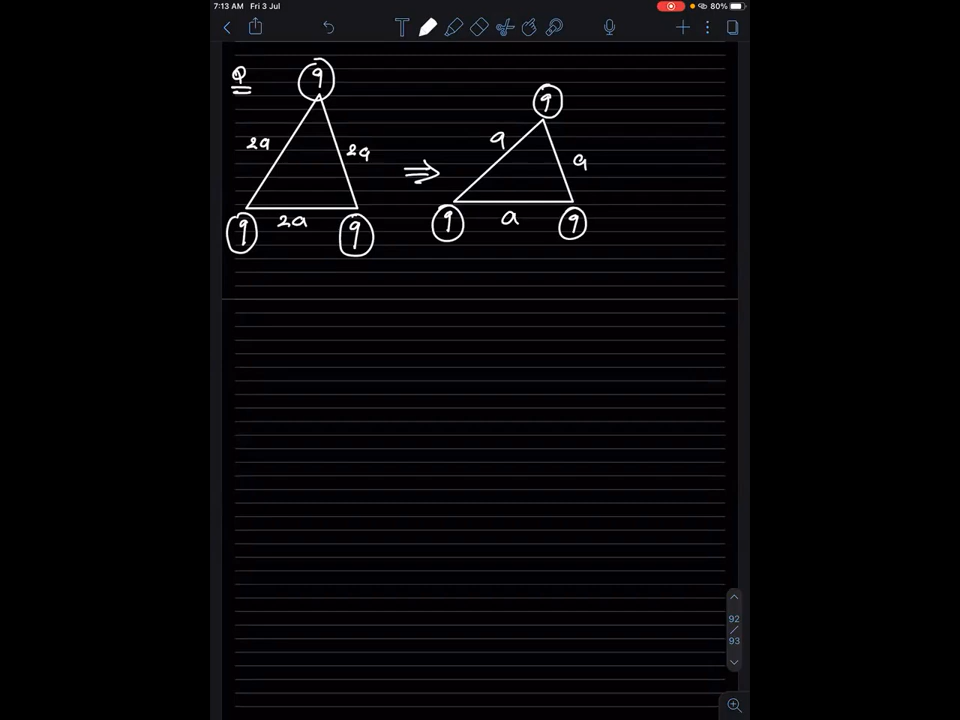 7:13 AM Fri 3 Jul 80%
T
Q
q q
2a 2a ⇒ a a
q 2a q q a q
92
/
93